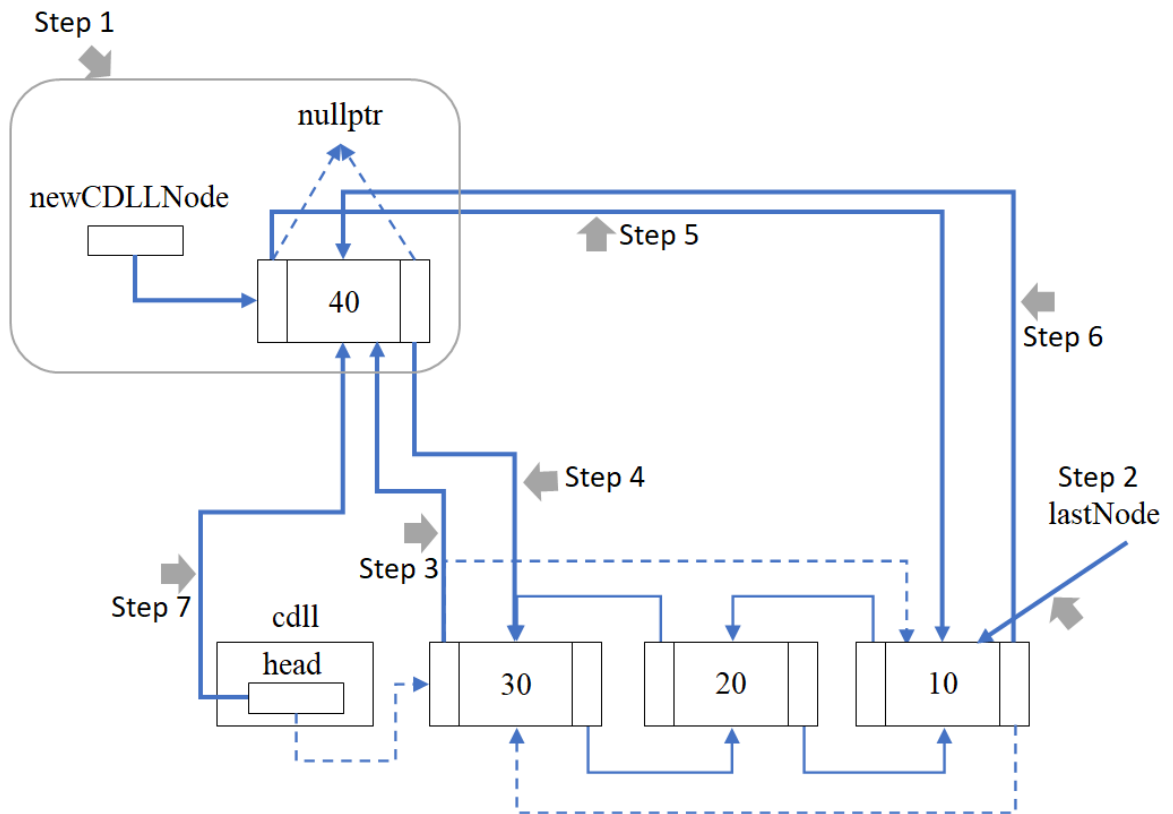 Step 1
nullptr
newCDLLNode
40
Step 5
Step 6
Step 4
Step 2
lastNode
Step 3
Step 7
cdll
head
30
20
10